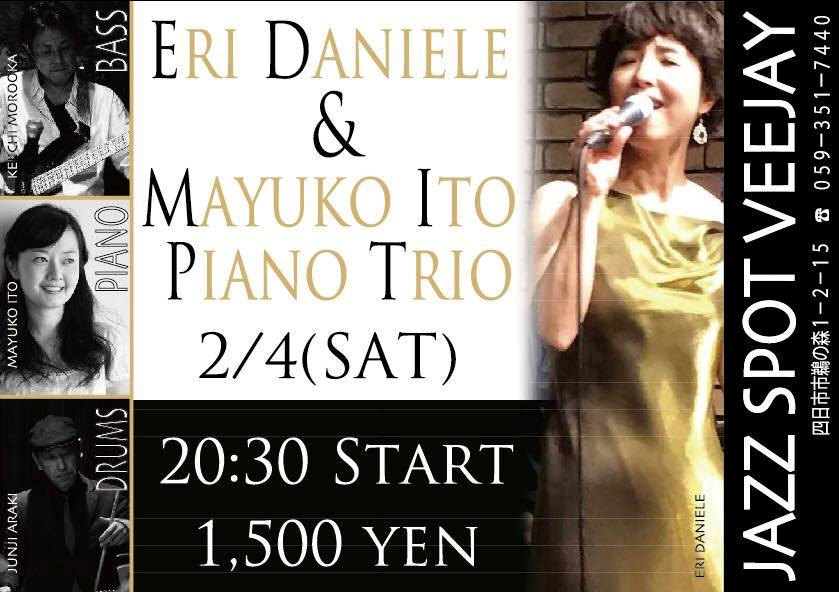 BASS
KEIICHI MOROOKA
PIANO
MAYUKO ITO
DRUMS
JUNJI ARAKI
ERI DANIELE
&
MAYUKO ITO
PIANO TRIO
2/4(SAT)
20:30 START
1,500 YEN
ERI DANIELE
JAZZ SPOT VEEJAY
四日市市鵜の森1-2-15 ☎ 059-351-7440